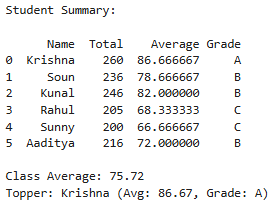 Student Summary:
Name Total Average Grade
0 Krishna 260 86.666667 A
1 Soun 236 78.666667 B
2 Kunal 246 82.000000 B
3 Rahul 205 68.333333 C
4 Sunny 200 66.666667 C
5 Aaditya 216 72.000000 B
Class Average: 75.72
Topper: Krishna (Avg: 86.67, Grade: A)